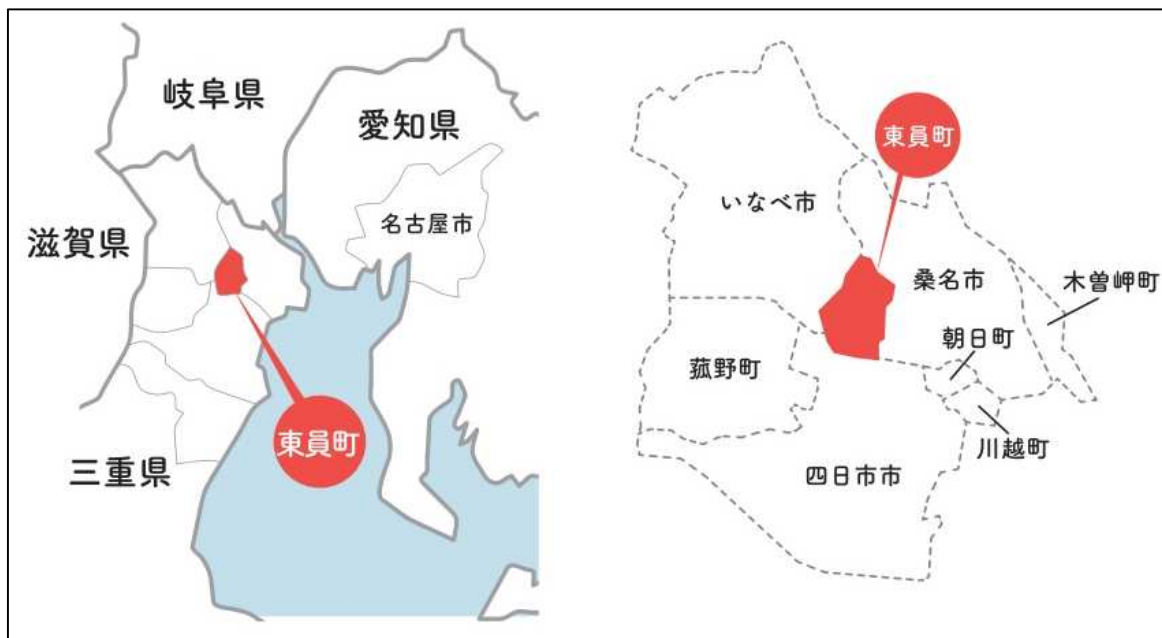 岐阜県
愛知県
名古屋市
滋賀県
東員町
三重県
東員町
いなべ市
桑名市
木曽岬町
朝日町
菰野町
川越町
四日市市